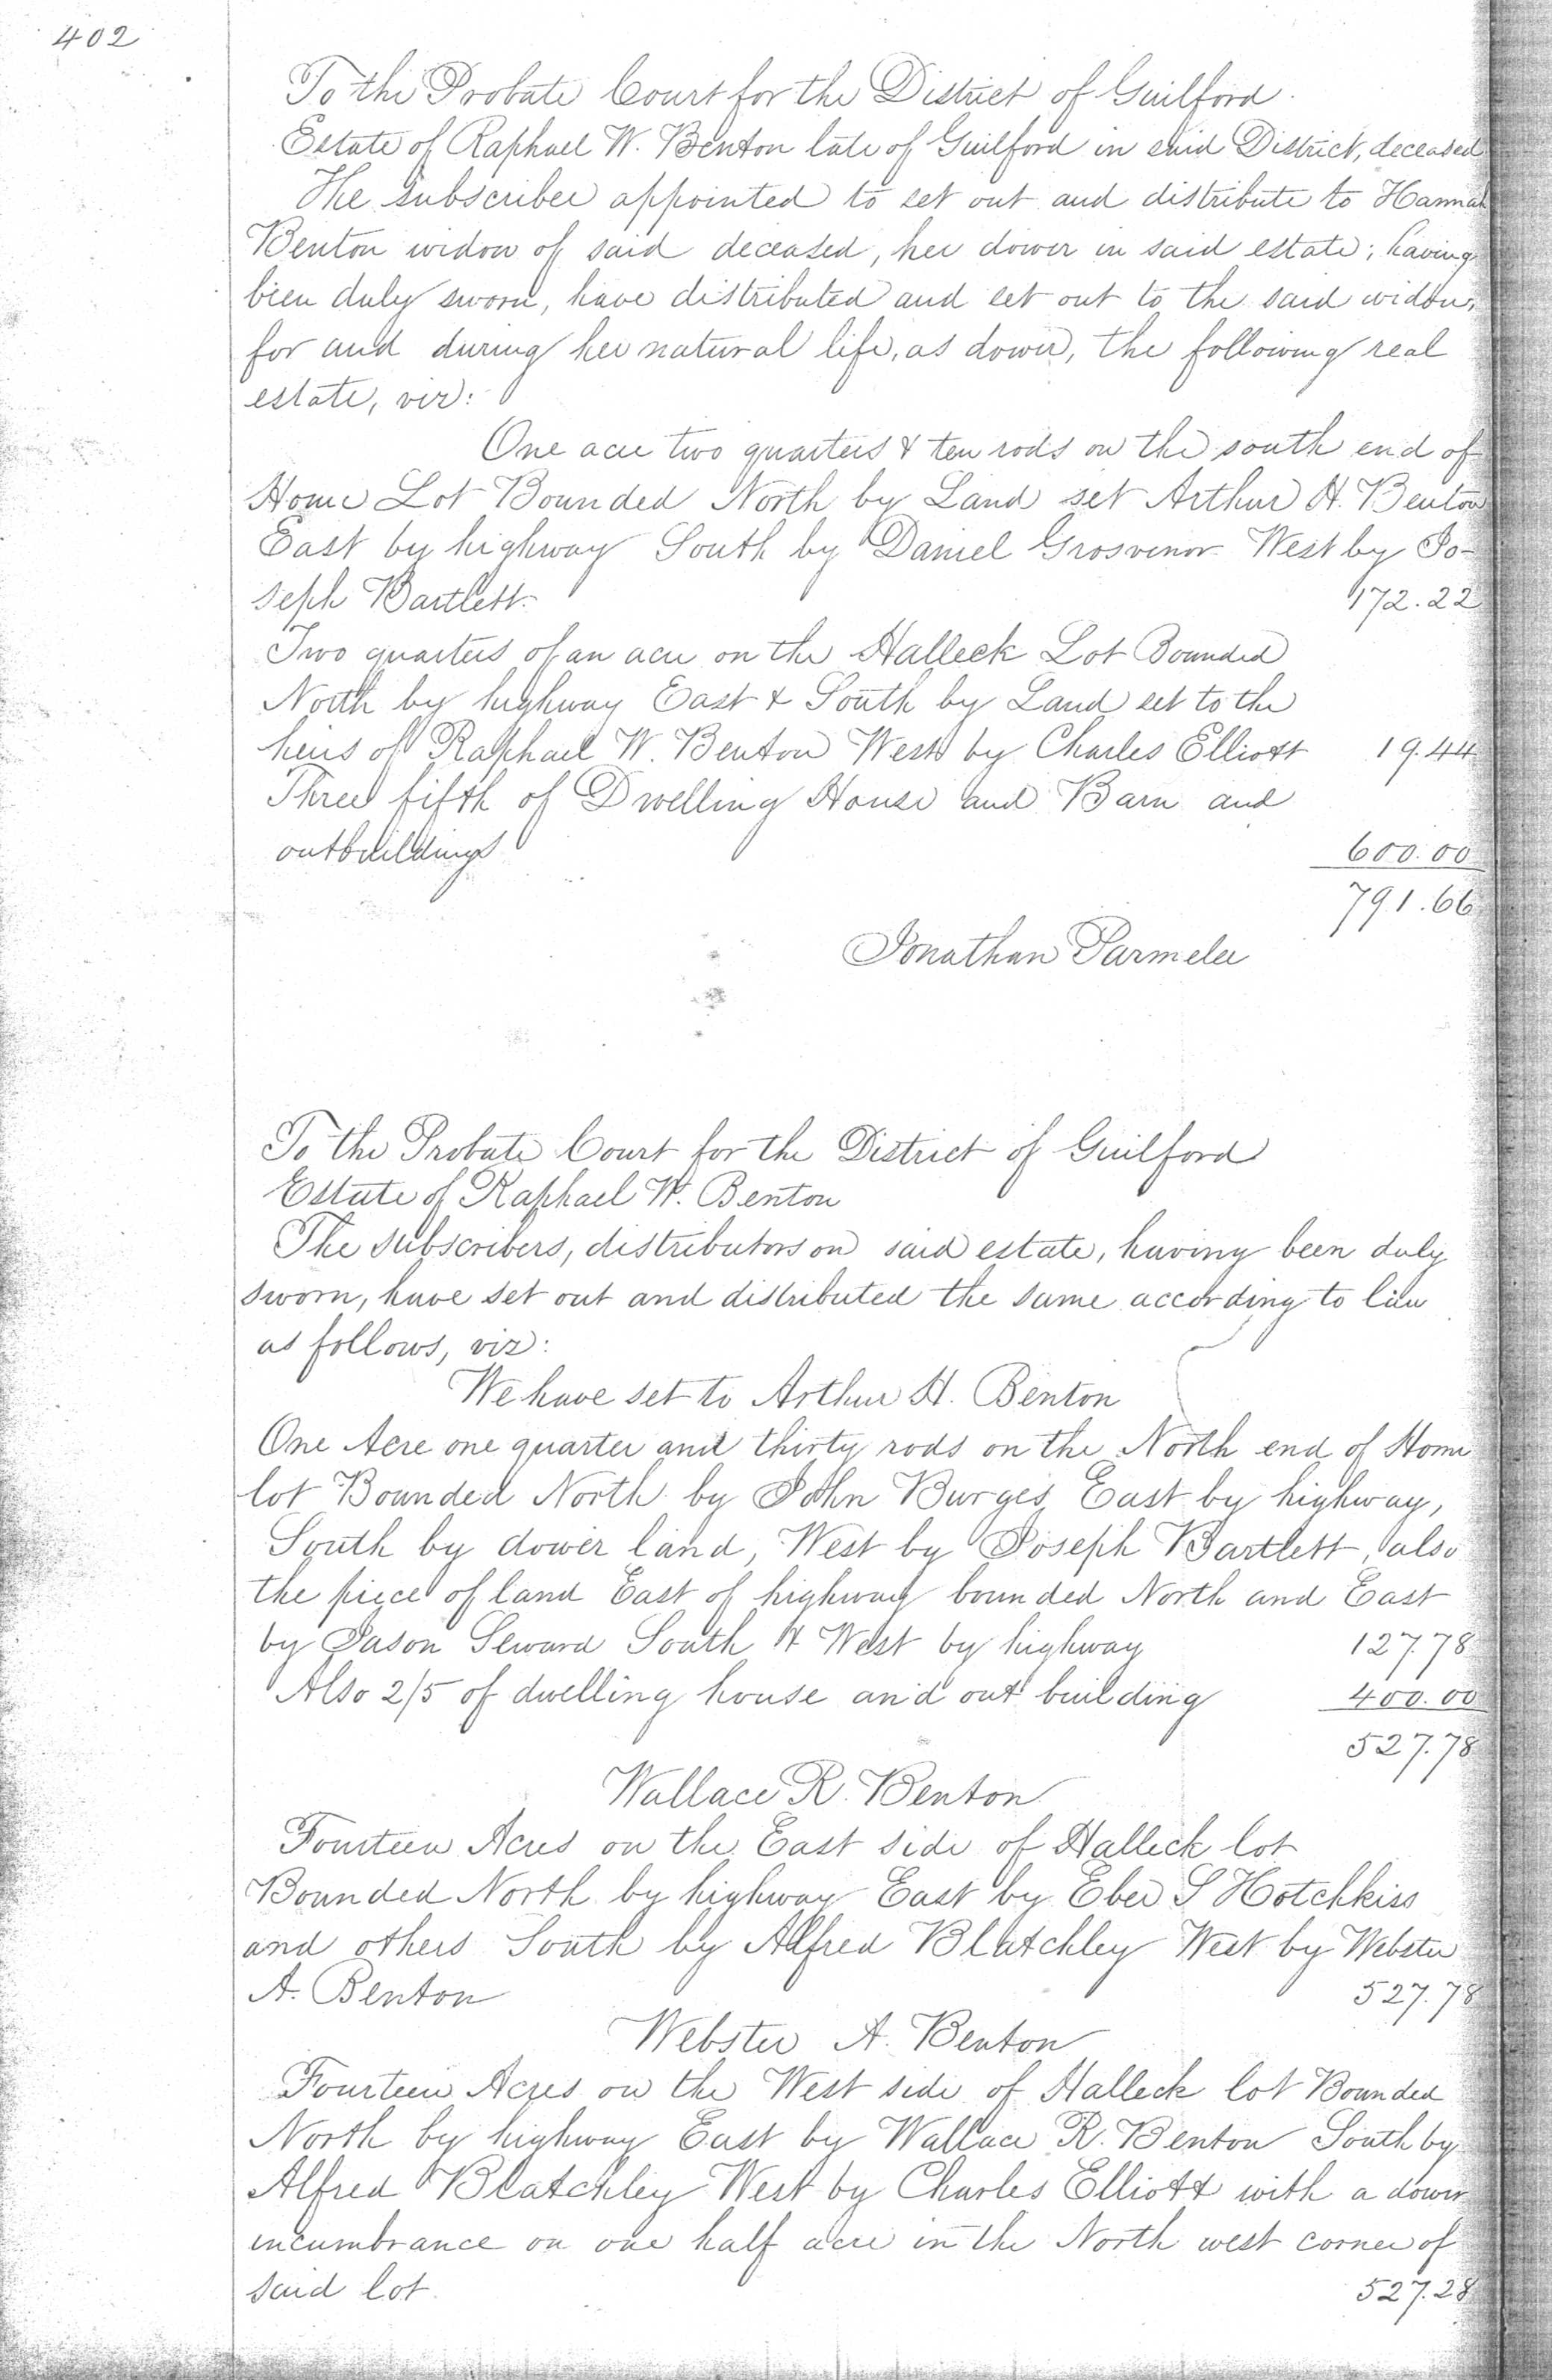 402
To the Probate Court for the District of Guilford.
Estate of Raphael W. Benton late of Guilford in said District, deceased
The subscriber appointed to set out and distribute to Hannah
Benton widow of said deceased, her dower in said estate; having
been duly sworn, have distributed and set out to the said widow,
for and during her natural life, as dower, the following real
estate, viz:
One acre two quarters & ten rods on the south end of
Home Lot Bounded North by Land set Arthur H. Benton
East by highway South by Daniel Grosvenor West by Jo-
seph Bartlett. 172.22
Two quarters of an acre on the Halleck Lot Bounded
North by highway East & South by Land set to the
heirs of Raphael W. Benton West by Charles Elliott 19.44
Three fifth of Dwelling House and Barn and
outbuildings 600.00
791.66
Jonathan Parmelee
To the Probate Court for the District of Guilford
Estate of Raphael W. Benton
The subscribers, distributors on said estate, having been duly
sworn, have set out and distributed the same according to law
as follows, viz:
We have set to Arthur H. Benton
One Acre one quarter and thirty rods on the North end of Home
lot Bounded North by John Burges, East by highway,
South by dower land, West by Joseph Bartlett, also
the piece of land East of highway bounded North and East
by Jason Seward South & West by highway 127.78
Also 2/5 of dwelling house and out building 400.00
527.78
Wallace R. Benton
Fourteen Acres on the East side of Halleck lot
Bounded North by highway East by Eber S Hotchkiss
and others South by Alfred Blatchley West by Webster
A. Benton 527.78
Webster A. Benton
Fourteen Acres on the West side of Halleck lot Bounded
North by highway East by Wallace R. Benton South by
Alfred Blatchley West by Charles Elliott with a dower
incumbrance on one half acre in the North west corner of
said lot. 527.28